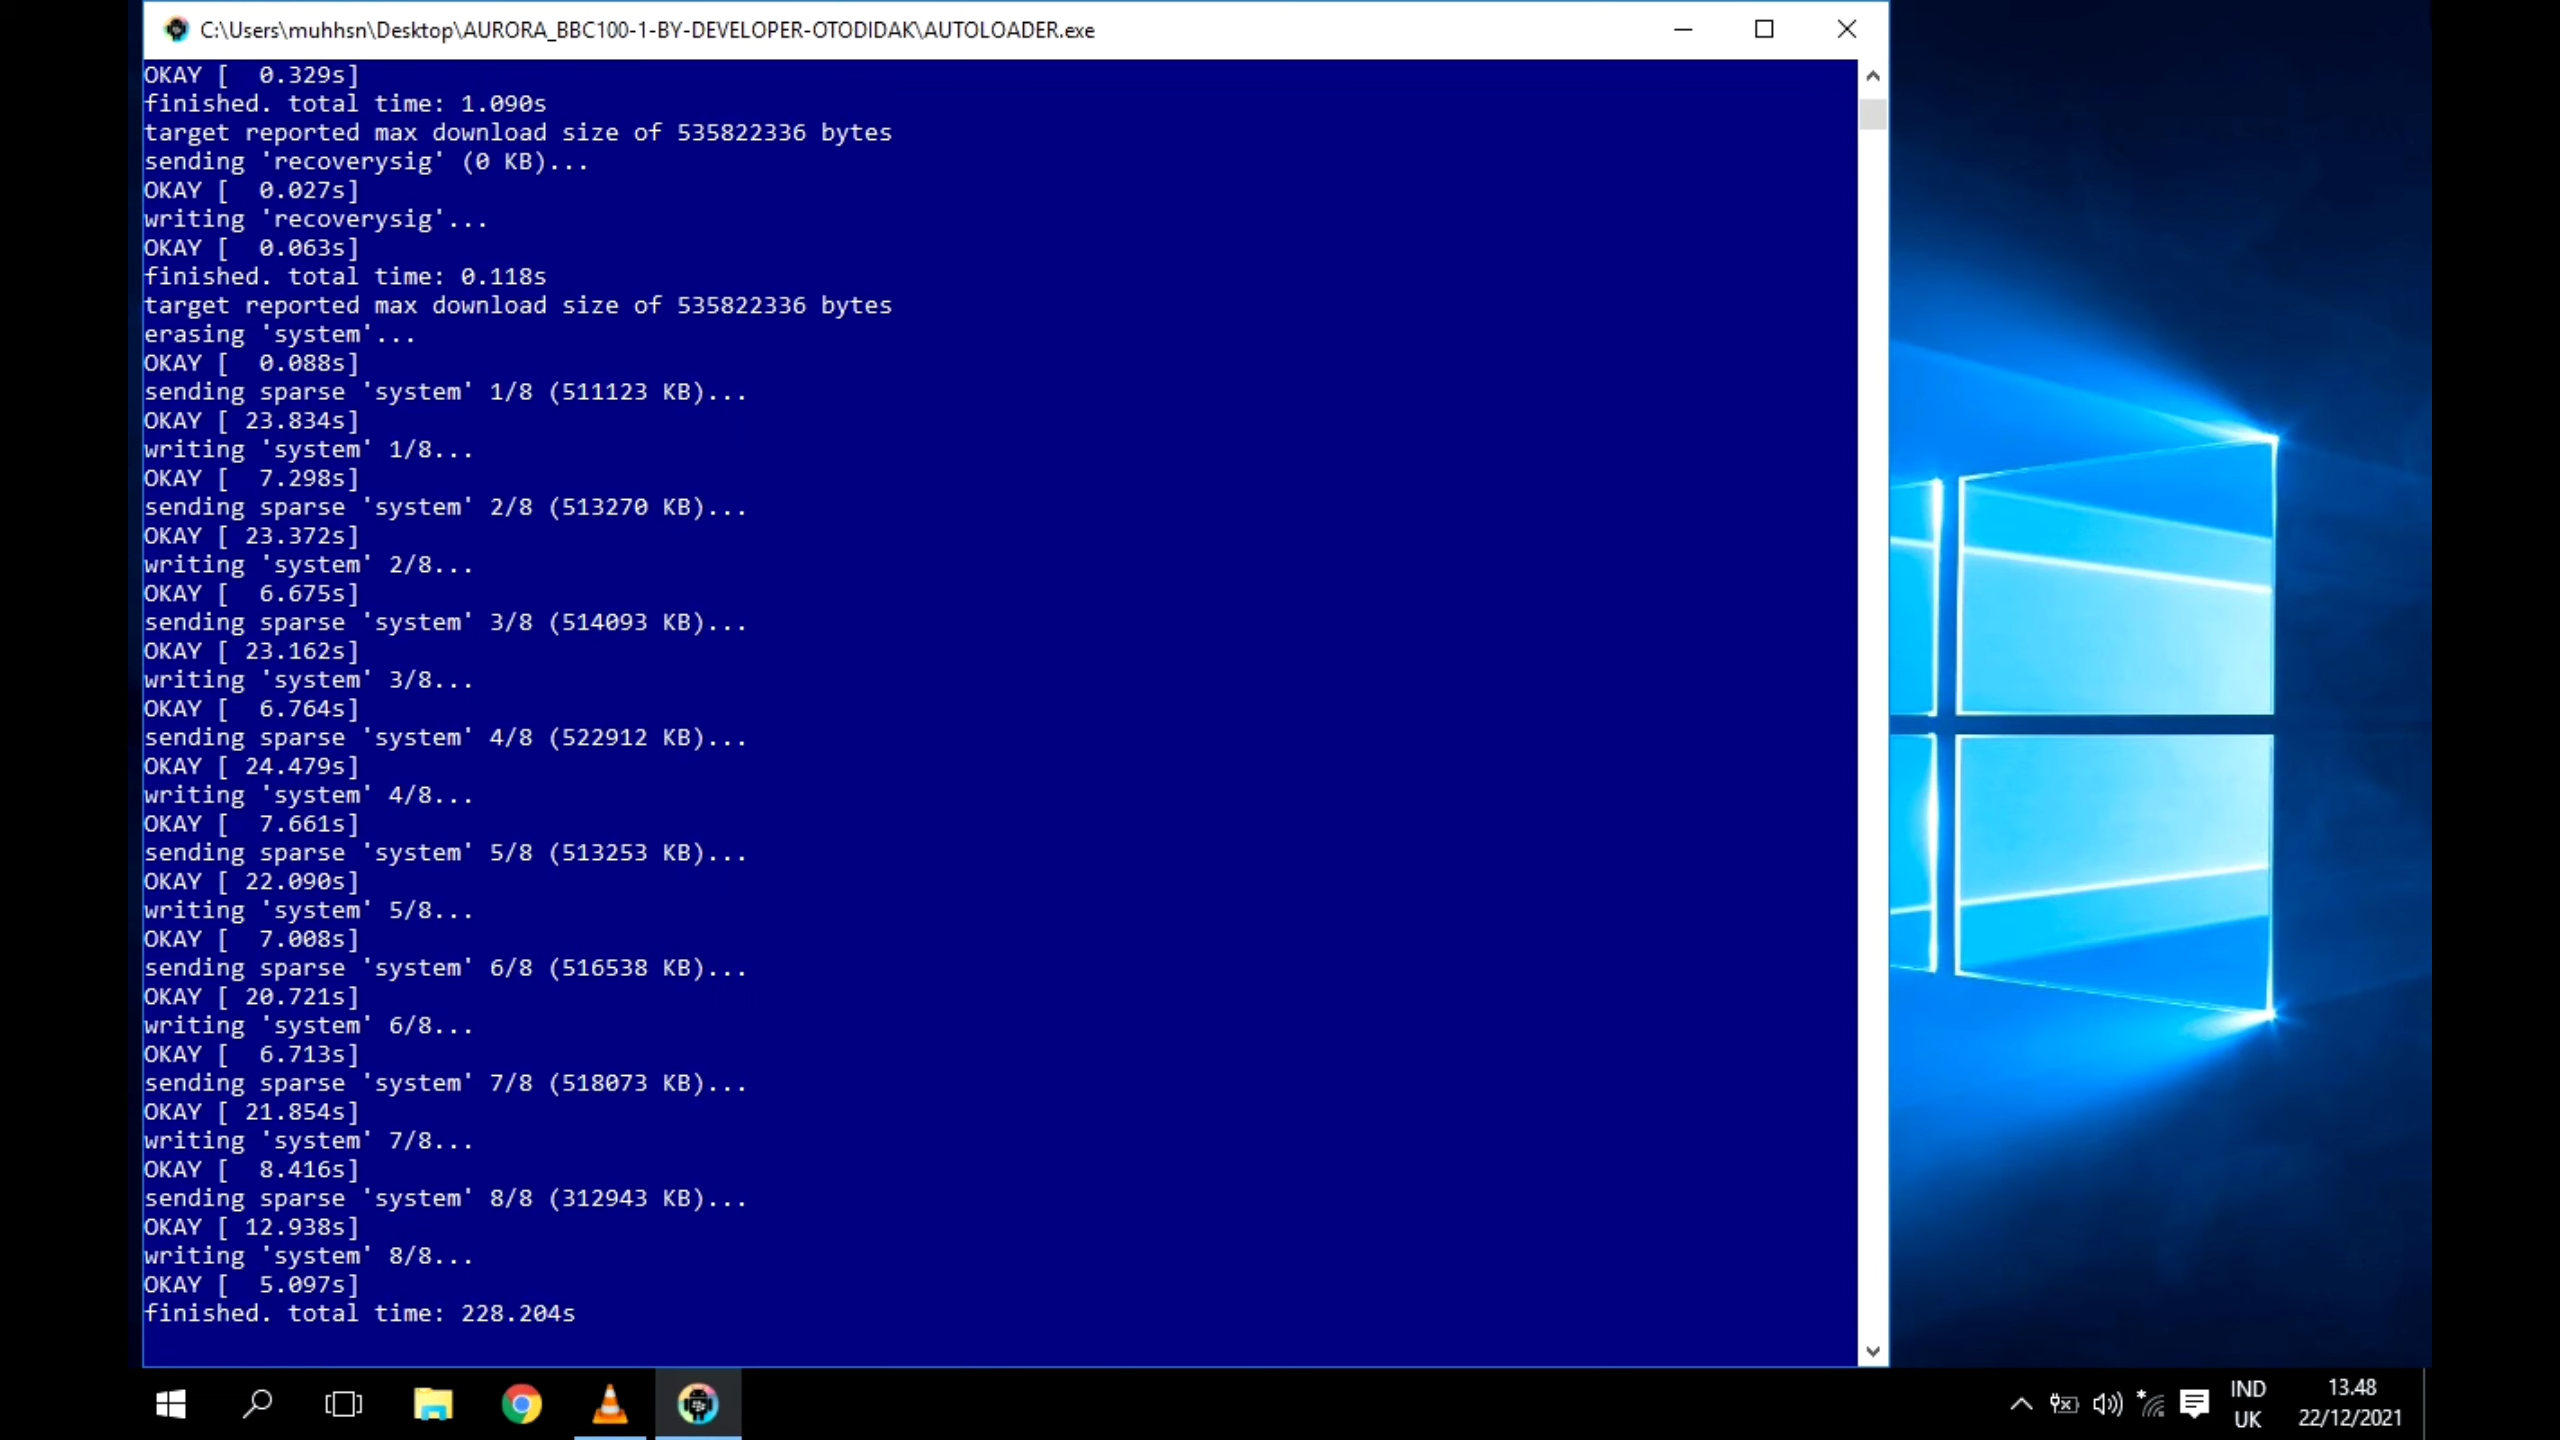 C:\Users\muhhsn\Desktop\AURORA_BBC100-1-BY-DEVELOPER-OTODIDAK\AUTOLOADER.exe
OKAY [  0.329s]
finished. total time: 1.090s
target reported max download size of 535822336 bytes
sending 'recoverysig' (0 KB)...
OKAY [  0.027s]
writing 'recoverysig'...
OKAY [  0.063s]
finished. total time: 0.118s
target reported max download size of 535822336 bytes
erasing 'system'...
OKAY [  0.088s]
sending sparse 'system' 1/8 (511123 KB)...
OKAY [ 23.834s]
writing 'system' 1/8...
OKAY [  7.298s]
sending sparse 'system' 2/8 (513270 KB)...
OKAY [ 23.372s]
writing 'system' 2/8...
OKAY [  6.675s]
sending sparse 'system' 3/8 (514093 KB)...
OKAY [ 23.162s]
writing 'system' 3/8...
OKAY [  6.764s]
sending sparse 'system' 4/8 (522912 KB)...
OKAY [ 24.479s]
writing 'system' 4/8...
OKAY [  7.661s]
sending sparse 'system' 5/8 (513253 KB)...
OKAY [ 22.090s]
writing 'system' 5/8...
OKAY [  7.008s]
sending sparse 'system' 6/8 (516538 KB)...
OKAY [ 20.721s]
writing 'system' 6/8...
OKAY [  6.713s]
sending sparse 'system' 7/8 (518073 KB)...
OKAY [ 21.854s]
writing 'system' 7/8...
OKAY [  8.416s]
sending sparse 'system' 8/8 (312943 KB)...
OKAY [ 12.938s]
writing 'system' 8/8...
OKAY [  5.097s]
finished. total time: 228.204s
IND
UK
13.48
22/12/2021